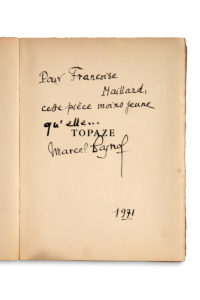 Pour Françoise
Maillard,
cette pièce moins jeune
qu'elle...
TOPAZE
Marcel Pagnol
1971